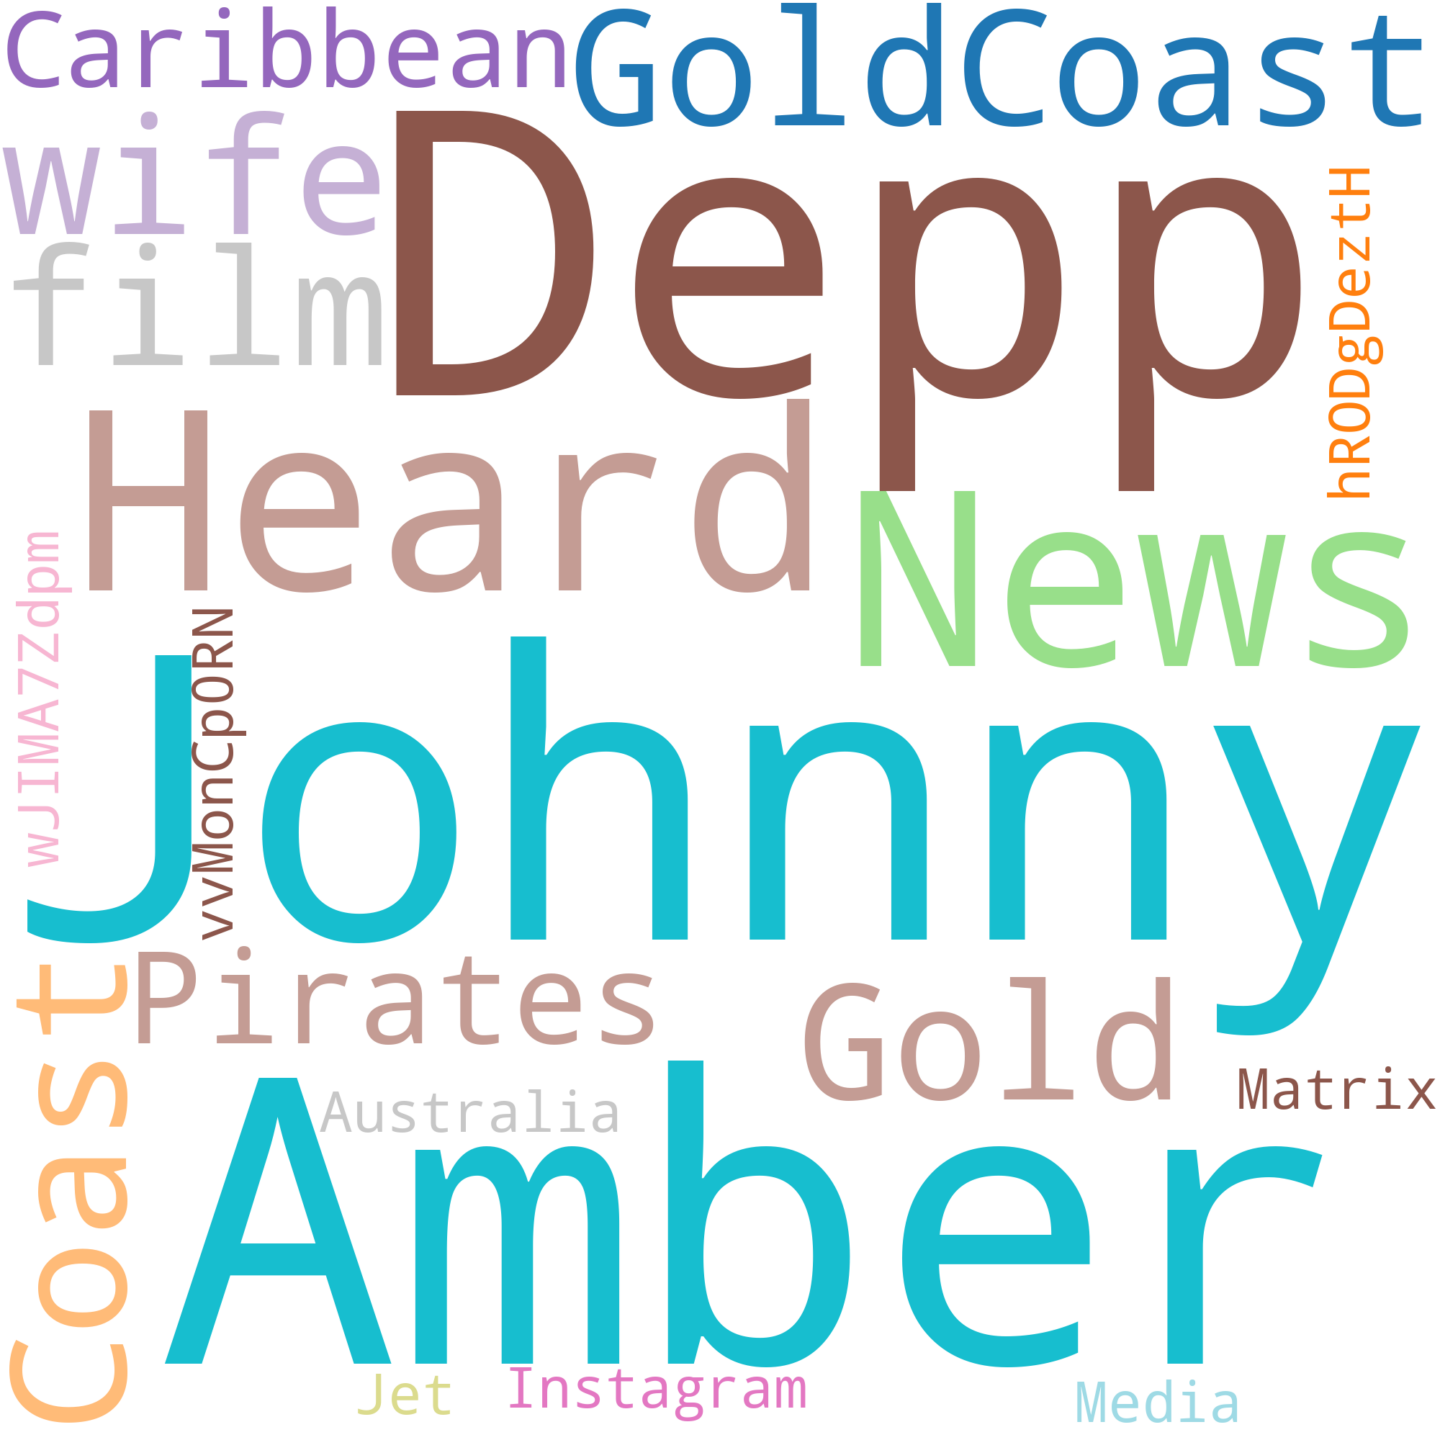 Caribbean
GoldCoast
wife
Depp
hRODgDeztH
film
Heard
News
wJIMA7Zdpm
vvMonCp0RN
Johnny
Coast
Pirates
Gold
Matrix
Australia
Amber
Jet
Instagram
Media